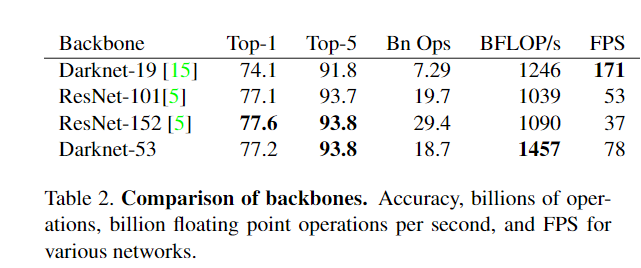 Backbone Top-1 Top-5 Bn Ops BFLOP/s FPS
Darknet-19 [15] 74.1 91.8 7.29 1246 171
ResNet-101[5] 77.1 93.7 19.7 1039 53
ResNet-152 [5] 77.6 93.8 29.4 1090 37
Darknet-53 77.2 93.8 18.7 1457 78
Table 2. Comparison of backbones. Accuracy, billions of oper-
ations, billion floating point operations per second, and FPS for
various networks.